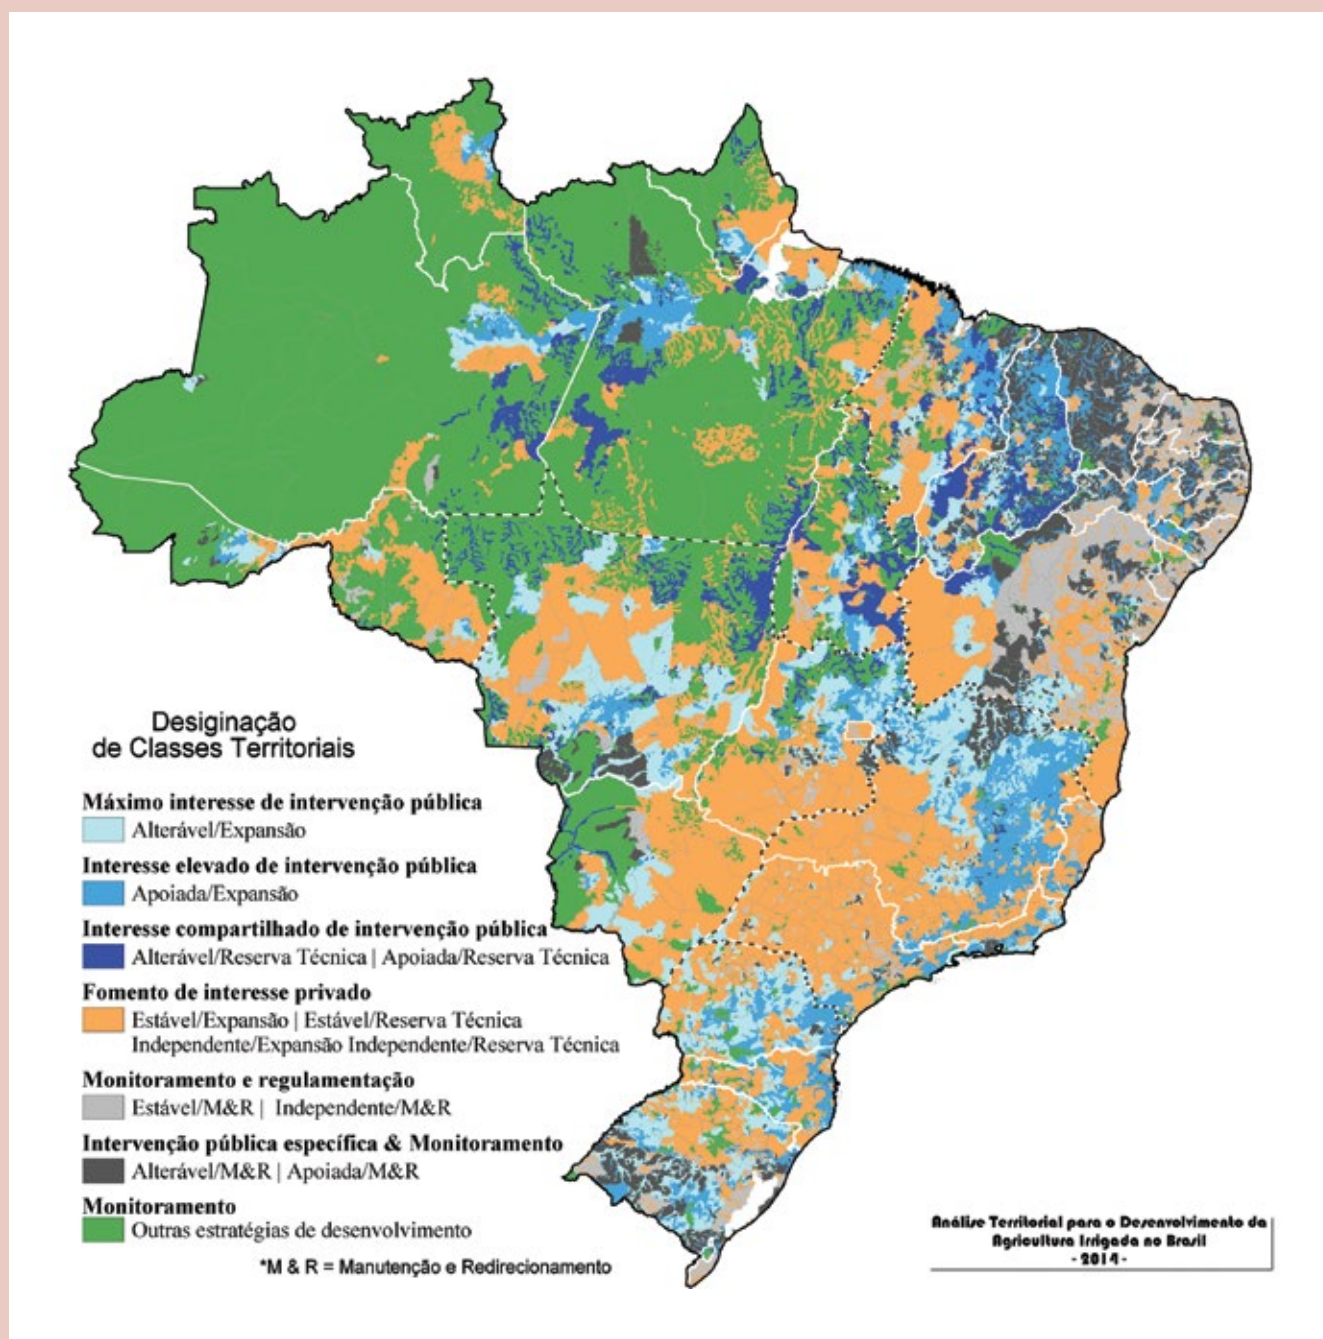 Desiginação
de Classes Territoriais
Máximo interesse de intervenção pública
Alterável/Expansão
Interesse elevado de intervenção pública
Apoiada/Expansão
Interesse compartilhado de intervenção pública
Alterável/Reserva Técnica | Apoiada/Reserva Técnica
Fomento de interesse privado
Estável/Expansão | Estável/Reserva Técnica
Independente/Expansão Independente/Reserva Técnica
Monitoramento e regulamentação
Estável/M&R | Independente/M&R
Intervenção pública específica & Monitoramento
Alterável/M&R | Apoiada/M&R
Monitoramento
Outras estratégias de desenvolvimento
*M & R = Manutenção e Redirecionamento
Análise Territorial para o Desenvolvimento da
Agricultura Irrigada no Brasil
- 2014 -